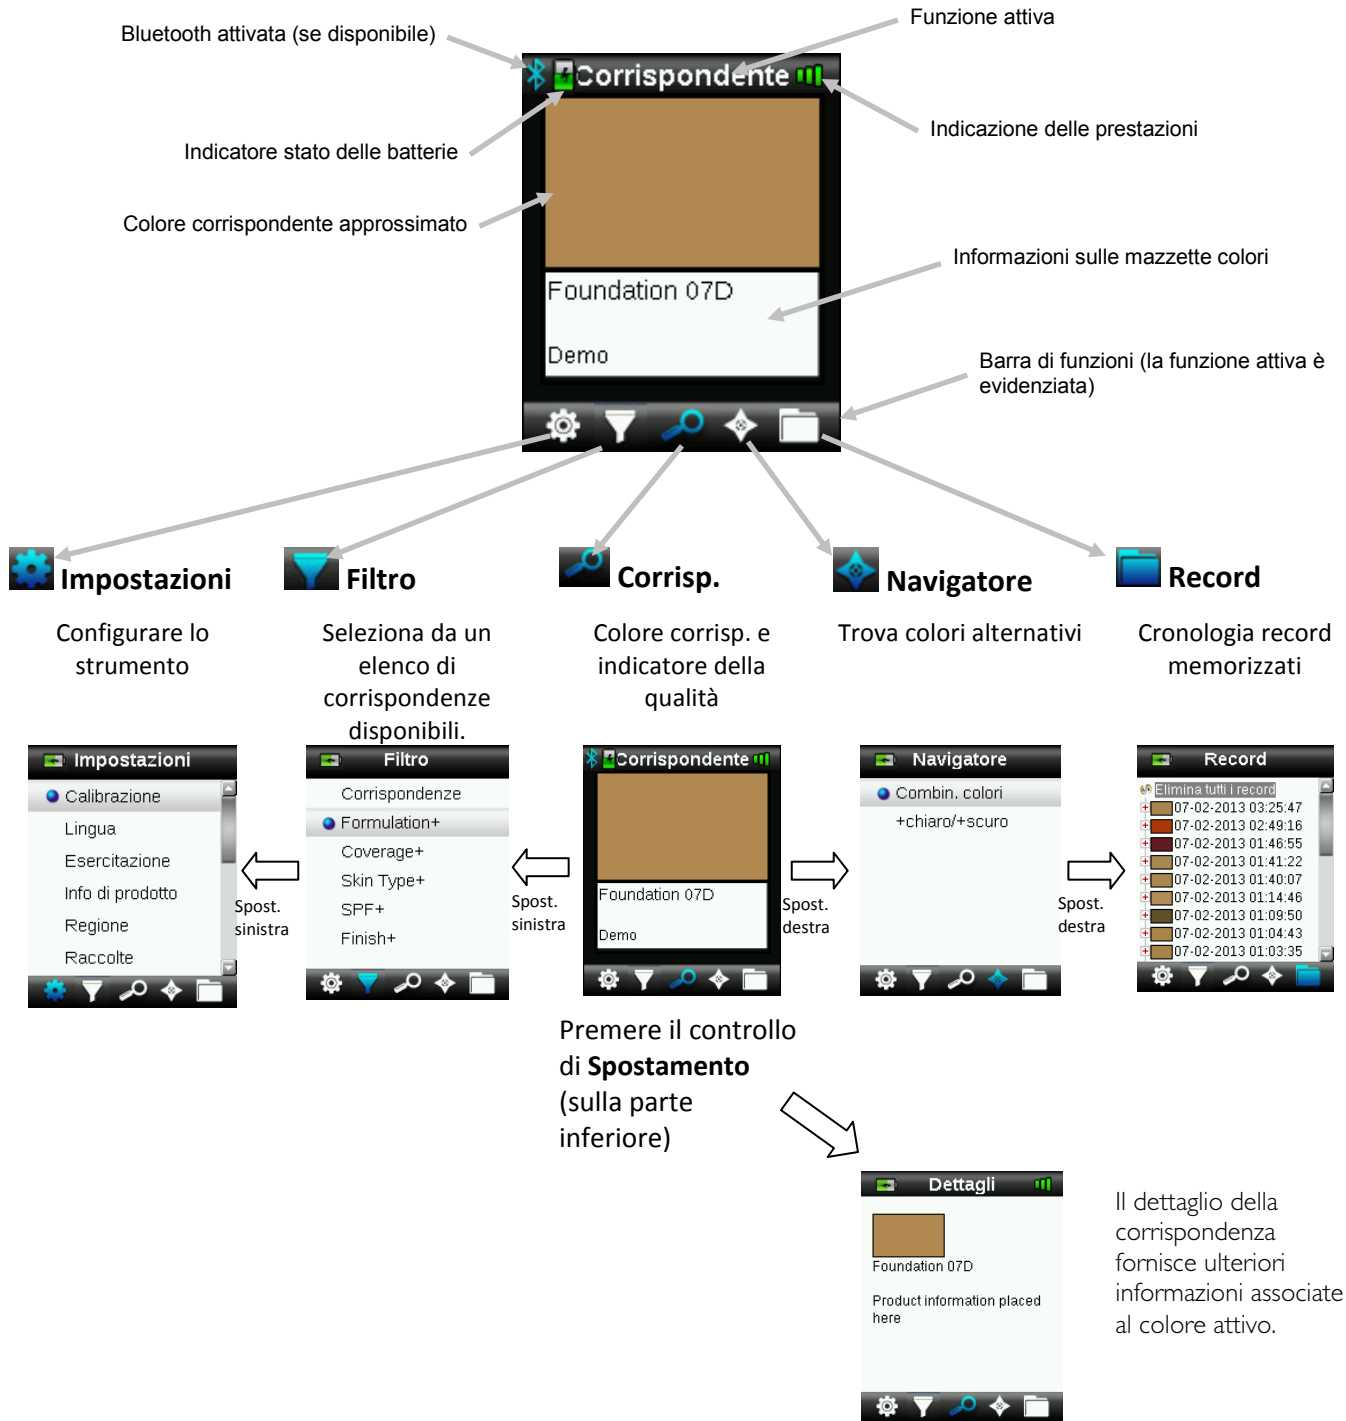 Funzione attiva
Bluetooth attivata (se disponibile)
Corrispondente
Indicazione delle prestazioni
Indicatore stato delle batterie
Colore corrispondente approssimato
Informazioni sulle mazzette colori
Foundation 07D
Demo
Barra di funzioni (la funzione attiva è
evidenziata)
Impostazioni
Filtro
Corrisp.
Navigatore
Record
Configurare lo
strumento
Seleziona da un
elenco di
corrispondenze
disponibili.
Colore corrisp. e
indicatore della
qualità
Trova colori alternativi
Cronologia record
memorizzati
Impostazioni
Calibrazione
Lingua
Esercitazione
Info di prodotto
Regione
Raccolte
Spost.
sinistra
Filtro
Corrispondenze
Formulation+
Coverage+
Skin Type+
SPF+
Finish+
Spost.
sinistra
Corrispondente
Foundation 07D
Demo
Spost.
destra
Navigatore
Combin. colori
+chiaro/+scuro
Spost.
destra
Record
Elimina tutti i record
07-02-2013 03:25:47
07-02-2013 02:49:16
07-02-2013 01:46:55
07-02-2013 01:41:22
07-02-2013 01:40:07
07-02-2013 01:14:46
07-02-2013 01:09:50
07-02-2013 01:04:43
07-02-2013 01:03:35
Premere il controllo
di Spostamento
(sulla parte
inferiore)
Dettagli
Foundation 07D
Product information placed
here
Il dettaglio della
corrispondenza
fornisce ulteriori
informazioni associate
al colore attivo.